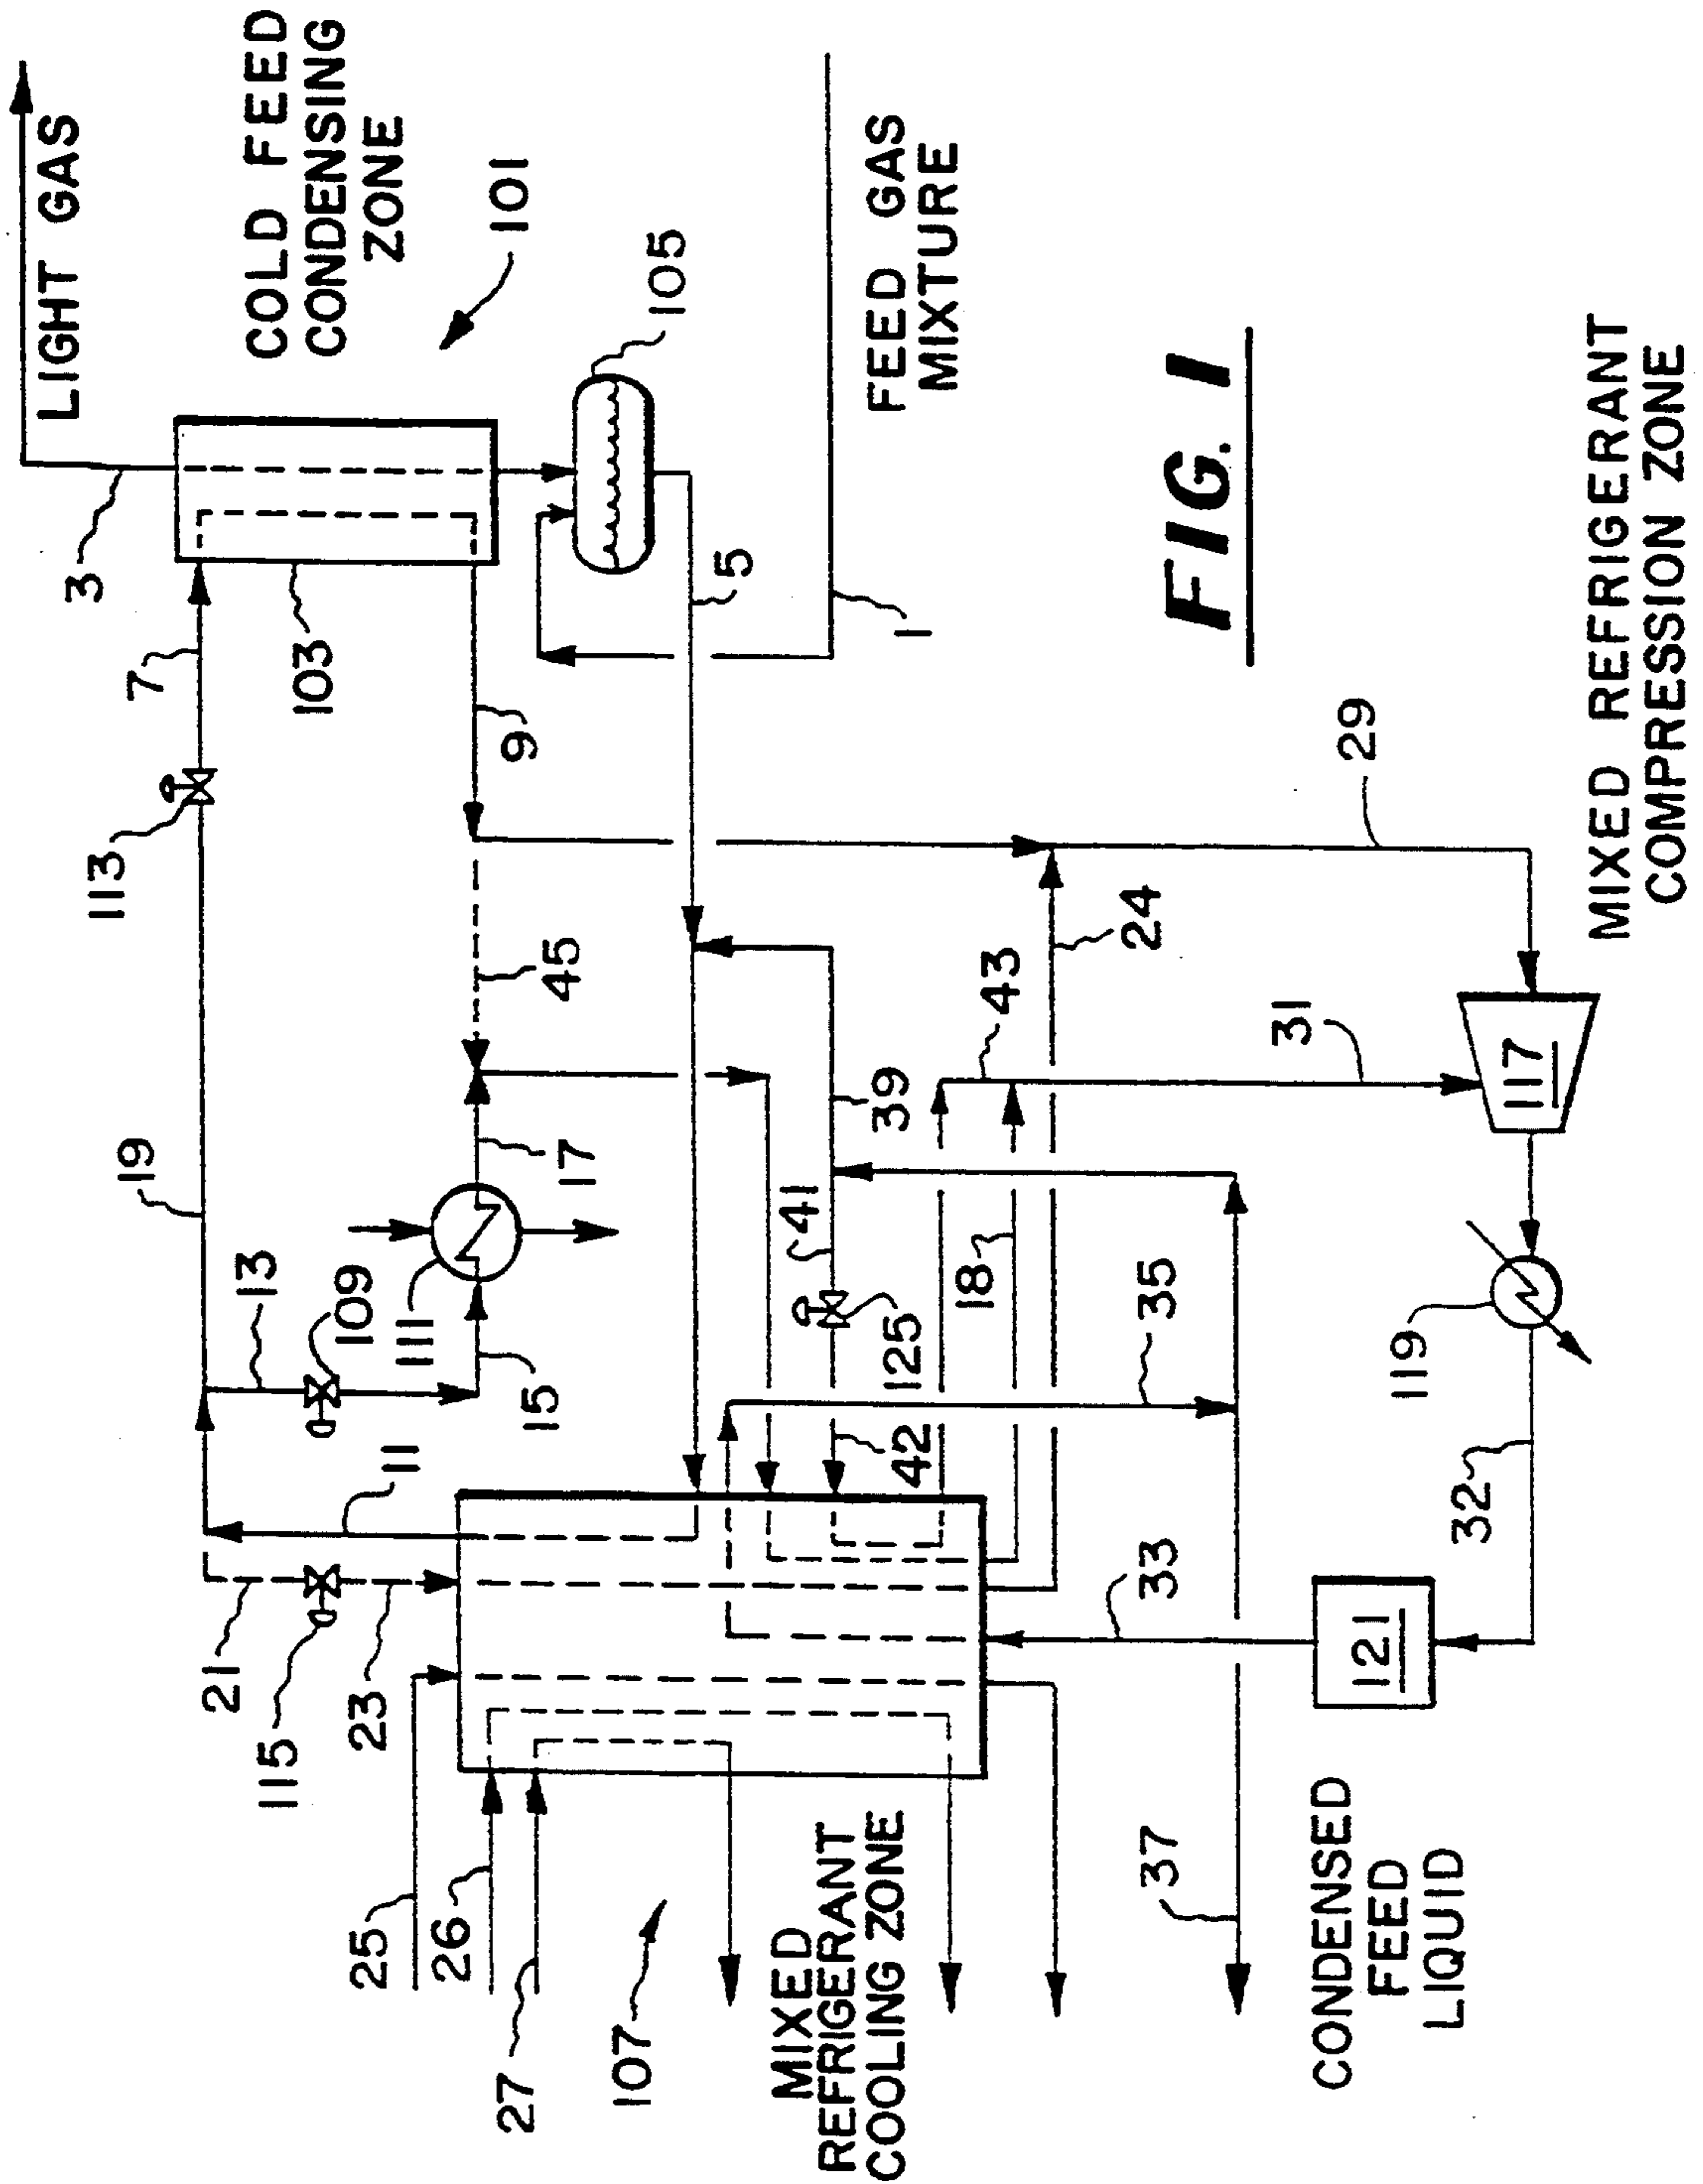 LIGHT GAS
COLD FEED
CONDENSING
ZONE
101
3
7
103
105
113
9
5
FEED GAS
MIXTURE
1
FIG. 1
19
45
13
109
111
17
15
11
39
43
24
29
31
117
41
125
42
18
35
119
32
21
115
23
25
26
27
107
33
121
37
MIXED
REFRIGERANT
COOLING ZONE
CONDENSED
FEED
LIQUID
MIXED REFRIGERANT
COMPRESSION ZONE